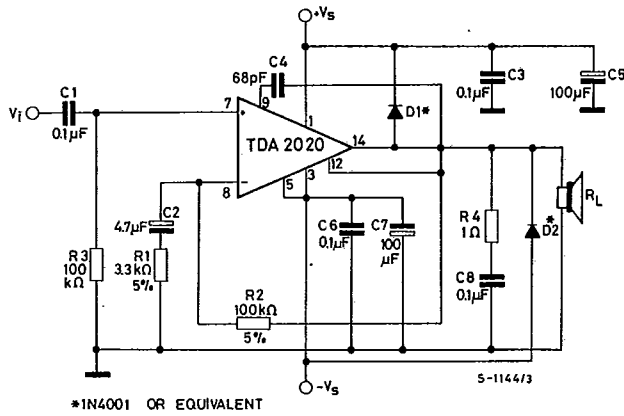 +Vs
C4
68pF
C3
0.1µF
C5
100µF
C1
Vi
0.1µF
7
+
9
1
D1*
TDA 2020
14
12
8
−
5
3
C2
4.7µF
R3
100
kΩ
R1
3.3kΩ
5%
C6
0.1µF
C7
100
µF
R4
1Ω
D2*
RL
C8
0.1µF
R2
100kΩ
5%
S-1144/3
-Vs
*1N4001 OR EQUIVALENT